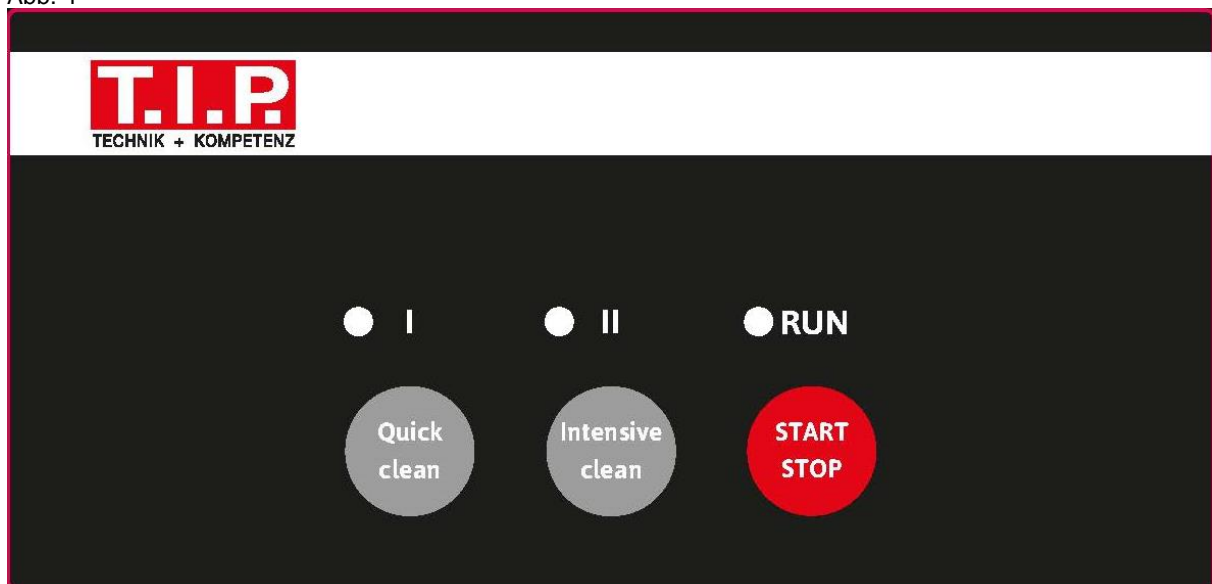 T.I.P.
TECHNIK + KOMPETENZ
I
II
RUN
Quick
clean
Intensive
clean
START
STOP